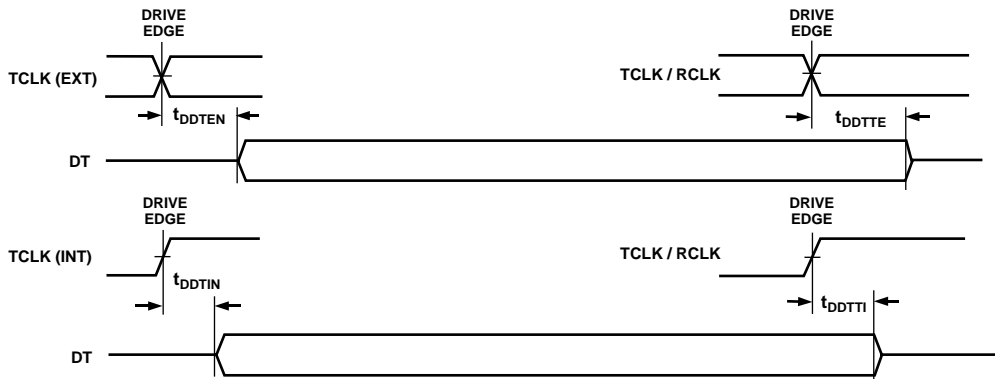 DRIVE
EDGE
DRIVE
EDGE
TCLK (EXT)
TCLK / RCLK
tDDTEN
tDDTTE
DT
DRIVE
EDGE
DRIVE
EDGE
TCLK (INT)
TCLK / RCLK
tDDTIN
tDDTTI
DT